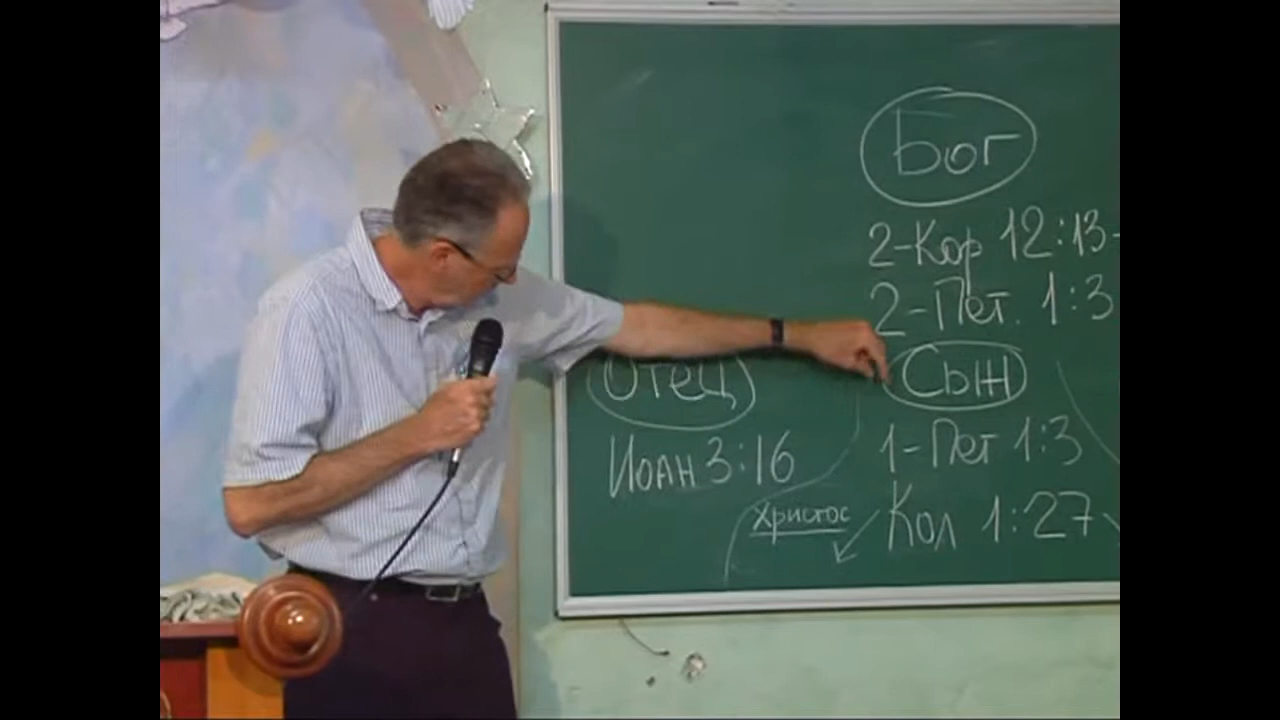 Бог
2-Кор 12:13-
2-Пет. 1:3
Отец
Сын
Иоан 3:16
1-Пет 1:3
Христос
Кол 1:27